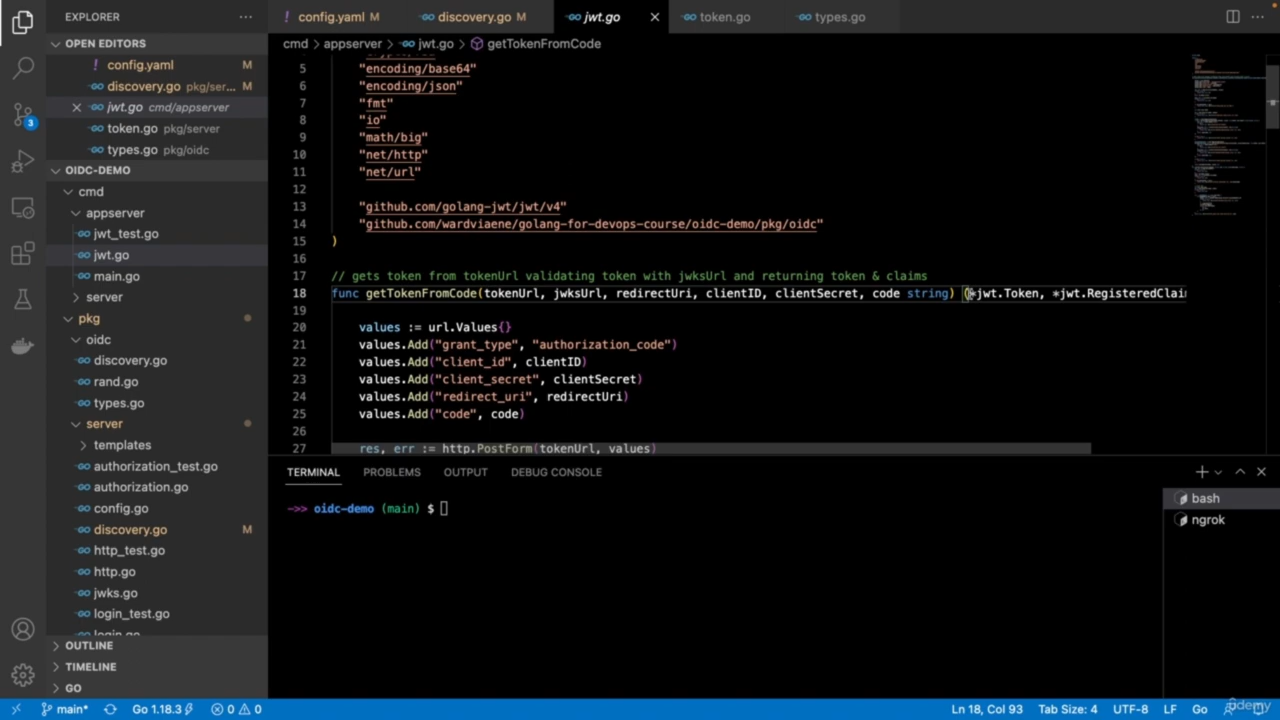 EXPLORER
OPEN EDITORS
! config.yaml M
discovery.go pkg/ser... M
jwt.go cmd/appserver
token.go pkg/server
types.go pkg/oidc
OIDC-DEMO
cmd
appserver
jwt_test.go
jwt.go
main.go
server
pkg
oidc
discovery.go
rand.go
types.go
server
templates
authorization_test.go
authorization.go
config.go
discovery.go M
http_test.go
http.go
jwks.go
login_test.go
login.go
OUTLINE
TIMELINE
GO
3
! config.yaml M
discovery.go M
jwt.go
token.go
types.go
cmd > appserver > jwt.go > getTokenFromCode
5 "encoding/base64"
6 "encoding/json"
7 "fmt"
8 "io"
9 "math/big"
10 "net/http"
11 "net/url"
12
13 "github.com/golang-jwt/jwt/v4"
14 "github.com/wardviaene/golang-for-devops-course/oidc-demo/pkg/oidc"
15 )
16
17 // gets token from tokenUrl validating token with jwksUrl and returning token & claims
18 func getTokenFromCode(tokenUrl, jwksUrl, redirectUri, clientID, clientSecret, code string) (*jwt.Token, *jwt.RegisteredClai
19
20 values := url.Values{}
21 values.Add("grant_type", "authorization_code")
22 values.Add("client_id", clientID)
23 values.Add("client_secret", clientSecret)
24 values.Add("redirect_uri", redirectUri)
25 values.Add("code", code)
26
27 res, err := http.PostForm(tokenUrl, values)
TERMINAL PROBLEMS OUTPUT DEBUG CONSOLE
->> oidc-demo (main) $
bash
ngrok
main* Go 1.18.3 0 0 Ln 18, Col 93 Tab Size: 4 UTF-8 LF Go
udemy